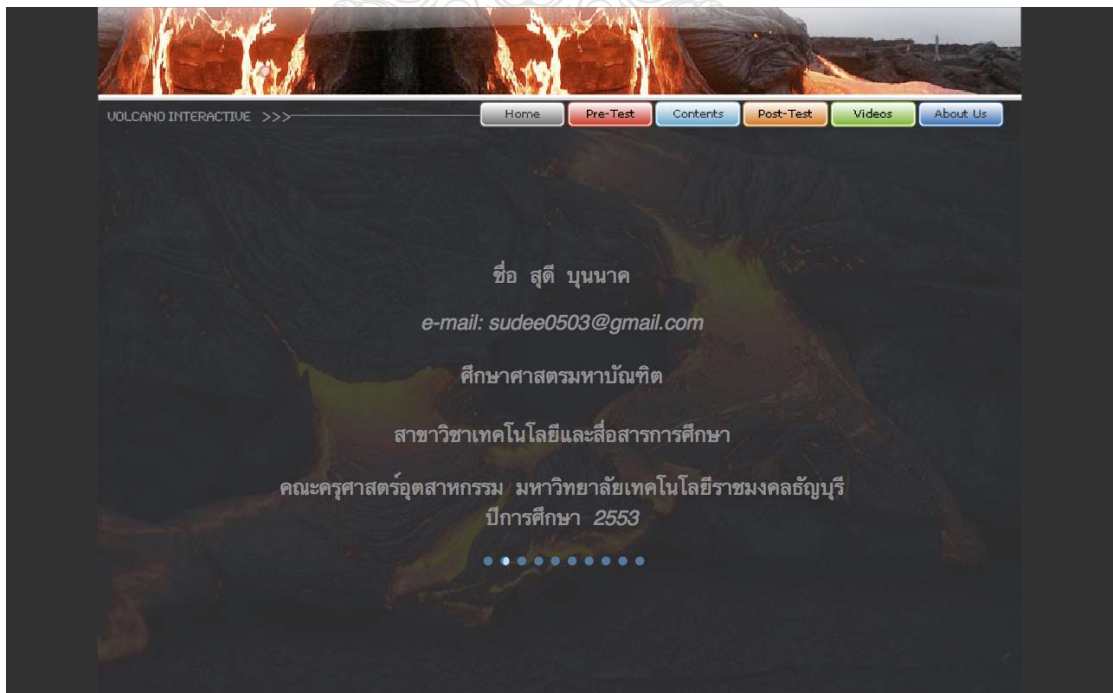 VOLCANO INTERACTIVE >>>
Home Pre-Test Contents Post-Test Videos About Us
ชื่อ สุดี บุนนาค
e-mail: sudee0503@gmail.com
ศึกษาศาสตรมหาบัณฑิต
สาขาวิชาเทคโนโลยีและสื่อสารการศึกษา
คณะครุศาสตร์อุตสาหกรรม มหาวิทยาลัยเทคโนโลยีราชมงคลธัญบุรี
ปีการศึกษา 2553